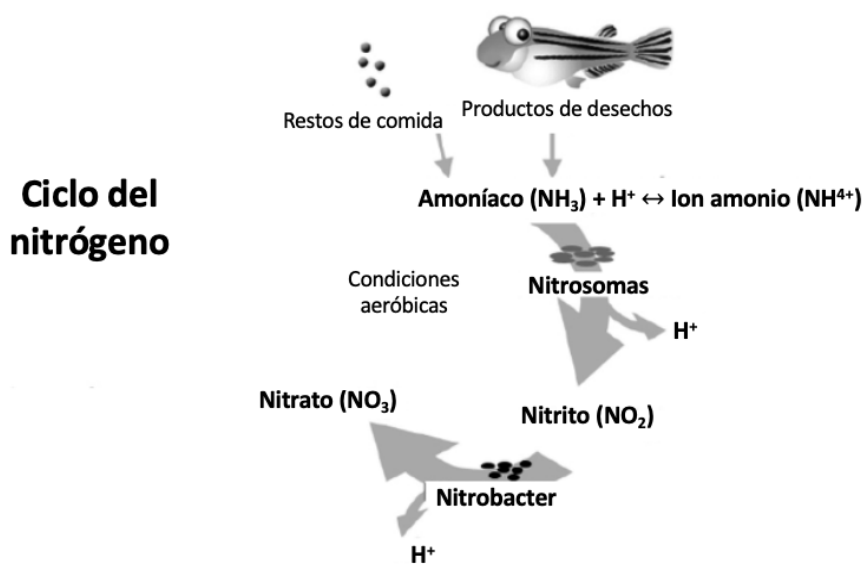 Restos de comida
Productos de desechos
Ciclo del
nitrógeno
Amoníaco (NH₃) + H⁺ ↔ Ion amonio (NH⁴⁺)
Condiciones
aeróbicas
Nitrosomas
H⁺
Nitrato (NO₃)
Nitrito (NO₂)
Nitrobacter
H⁺